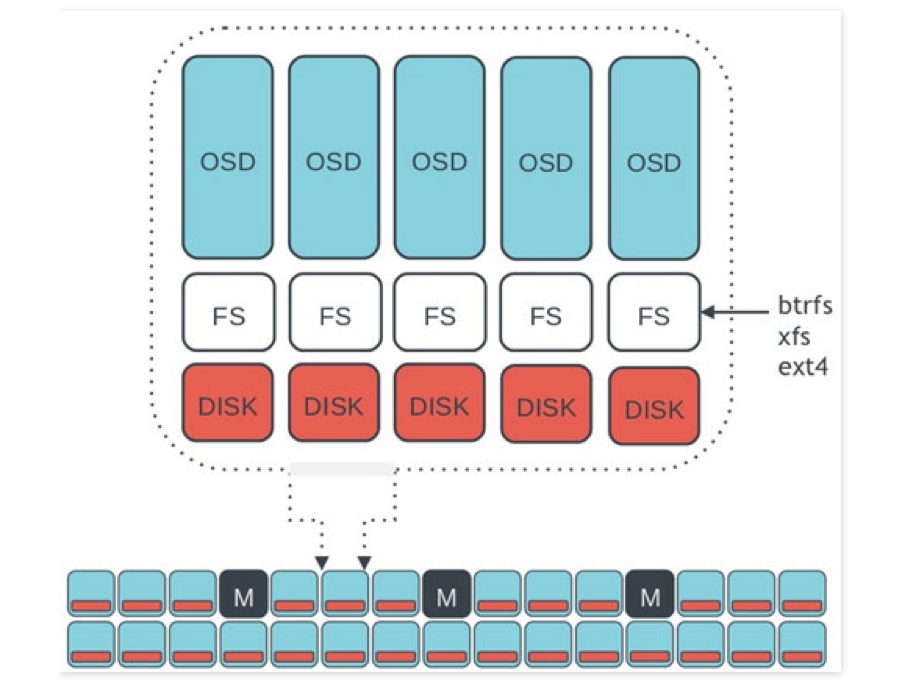 OSD OSD OSD OSD OSD
FS FS FS FS FS
btrfs
xfs
ext4
DISK DISK DISK DISK DISK
M M M